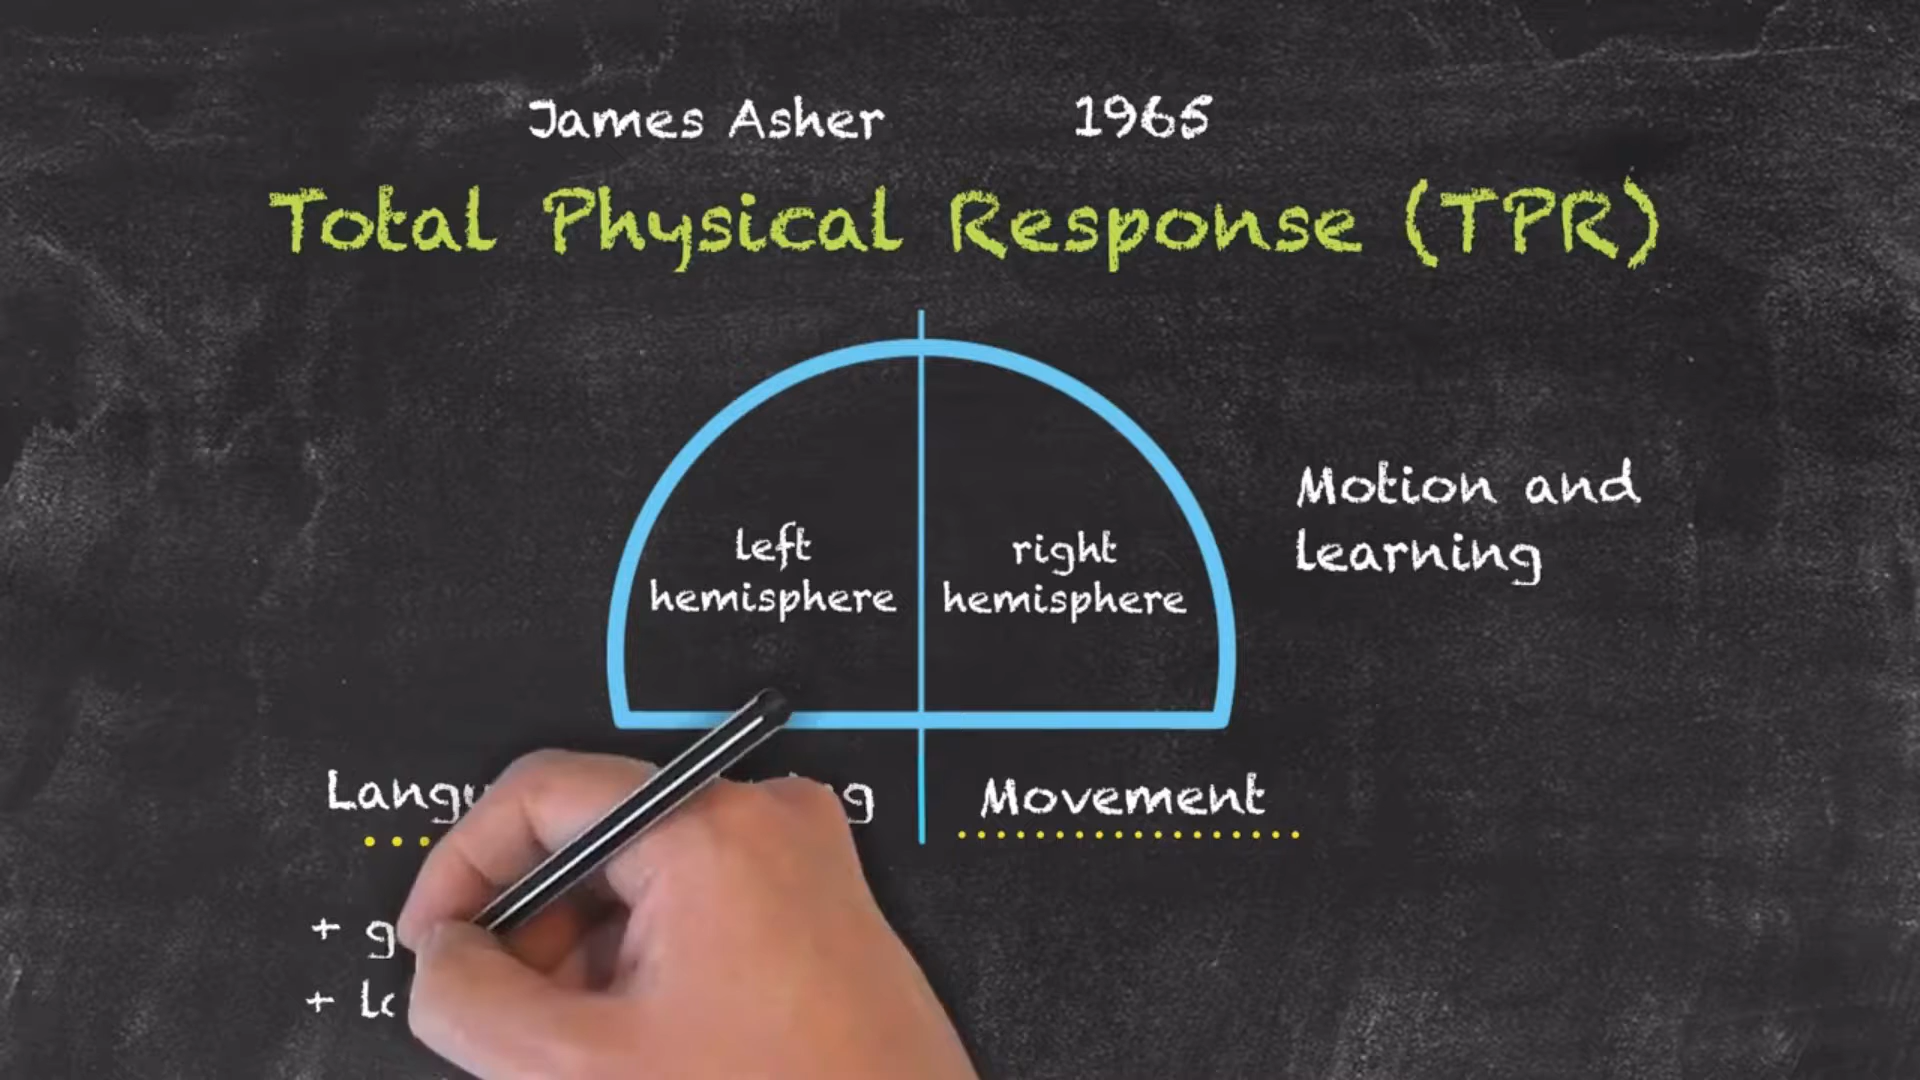 James Asher 1965
Total Physical Response (TPR)
left
hemisphere
right
hemisphere
Motion and
learning
Movement